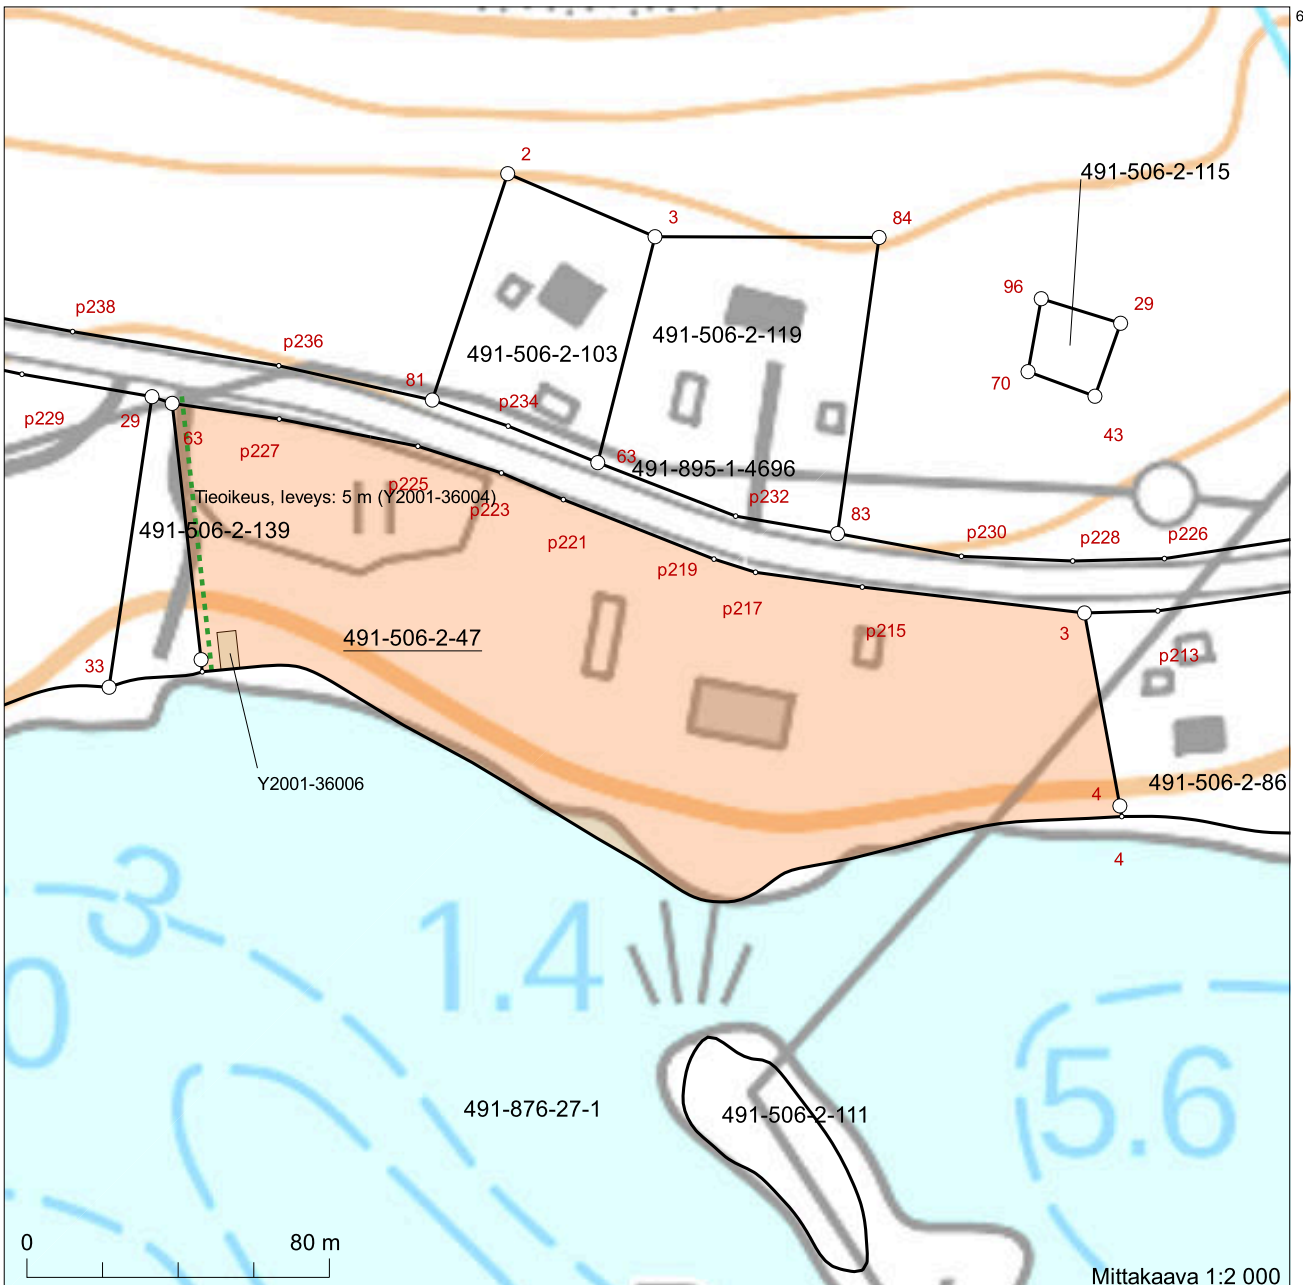 6
2
491-506-2-115
3
84
96
29
p238
p236
491-506-2-119
491-506-2-103
81
70
p234
p229
29
63
p227
43
63
491-895-1-4696
p225
Tieoikeus, leveys: 5 m (Y2001-36004)
p232
p223
83
491-506-2-139
p230
p228
p226
p221
p219
p217
491-506-2-47
p215
3
p213
33
Y2001-36006
491-506-2-86
4
4
3
1.4
0
5.6
491-876-27-1
491-506-2-111
0
80 m
Mittakaava 1:2 000